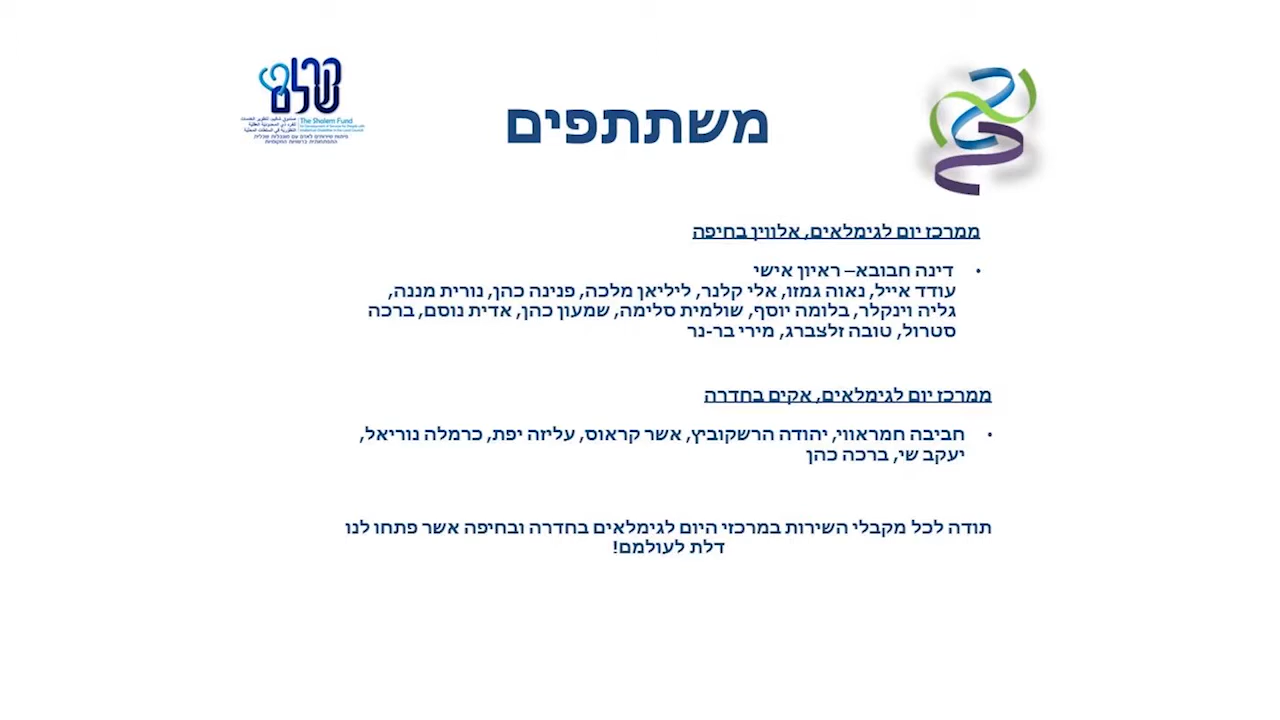 קרן
שלם
The Shalem Fund
משתתפים
ממרכז יום לגימלאים, אלווין בחיפה
• דינה חבובא– ראיון אישי
עודד אייל, נאוה גמזו, אלי קלנר, ליליאן מלכה, פנינה כהן, נורית מננה,
גליה וינקלר, בלומה יוסף, שולמית סלימה, שמעון כהן, אדית נוסם, ברכה
סטרול, טובה זלצברג, מירי בר-נר
ממרכז יום לגימלאים, אקים בחדרה
• חביבה חמראווי, יהודה הרשקוביץ, אשר קראוס, עליזה יפת, כרמלה נוריאל,
יעקב שי, ברכה כהן
תודה לכל מקבלי השירות במרכזי היום לגימלאים בחדרה ובחיפה אשר פתחו לנו
דלת לעולמם!